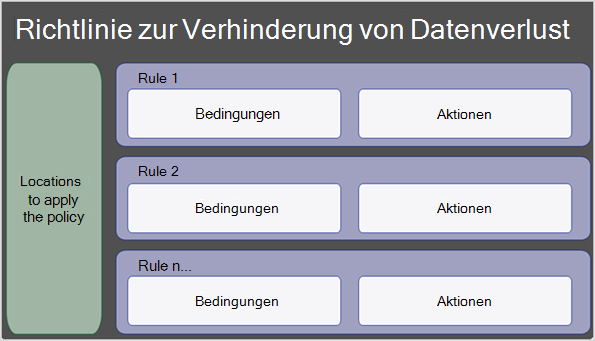 Richtlinie zur Verhinderung von Datenverlust
Locations
to apply
the policy
Rule 1
Bedingungen
Aktionen
Rule 2
Bedingungen
Aktionen
Rule n...
Bedingungen
Aktionen